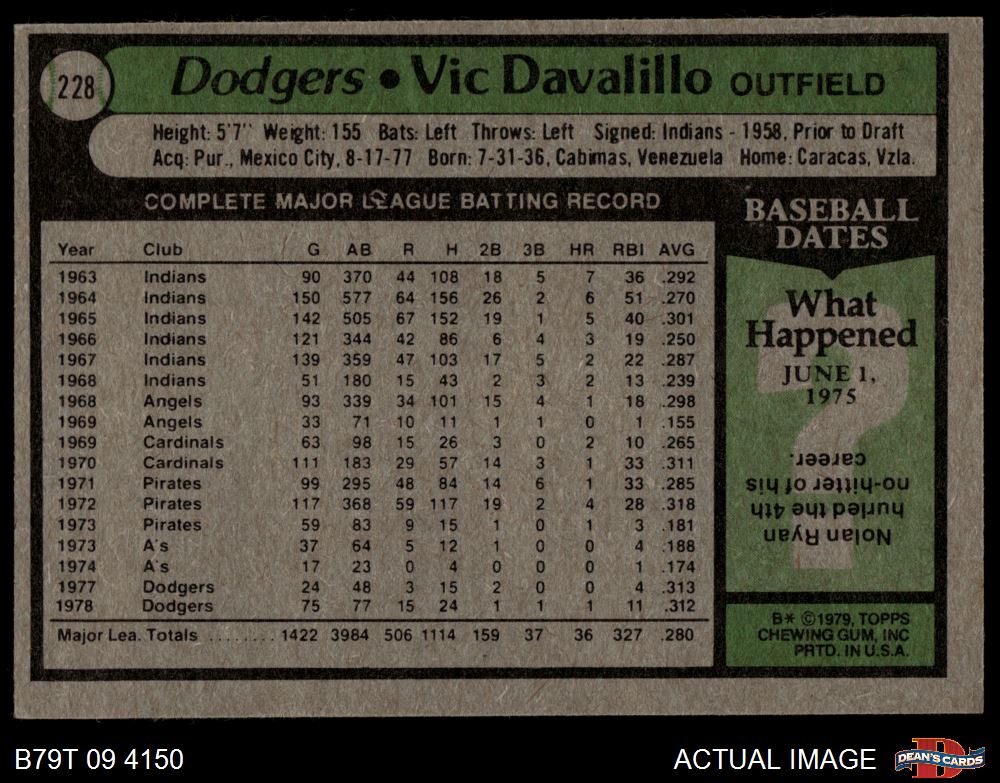 228
Dodgers • Vic Davalillo OUTFIELD
Height: 5'7" Weight: 155 Bats: Left Throws: Left Signed: Indians - 1958, Prior to Draft
Acq: Pur., Mexico City, 8-17-77 Born: 7-31-36, Cabimas, Venezuela Home: Caracas, Vzla.
COMPLETE MAJOR LEAGUE BATTING RECORD
Year Club G AB R H 2B 3B HR RBI AVG
1963 Indians 90 370 44 108 18 5 7 36 .292
1964 Indians 150 577 64 156 26 2 6 51 .270
1965 Indians 142 505 67 152 19 1 5 40 .301
1966 Indians 121 344 42 86 6 4 3 19 .250
1967 Indians 139 359 47 103 17 5 2 22 .287
1968 Indians 51 180 15 43 2 3 2 13 .239
1968 Angels 93 339 34 101 15 4 1 18 .298
1969 Angels 33 71 10 11 1 1 0 1 .155
1969 Cardinals 63 98 15 26 3 0 2 10 .265
1970 Cardinals 111 183 29 57 14 3 1 33 .311
1971 Pirates 99 295 48 84 14 6 1 33 .285
1972 Pirates 117 368 59 117 19 2 4 28 .318
1973 Pirates 59 83 9 15 1 0 1 3 .181
1973 A's 37 64 5 12 1 0 0 4 .188
1974 A's 17 23 0 4 0 0 0 1 .174
1977 Dodgers 24 48 3 15 2 0 0 4 .313
1978 Dodgers 75 77 15 24 1 1 1 11 .312
Major Lea. Totals ........ 1422 3984 506 1114 159 37 36 327 .280
BASEBALL
DATES
What
Happened
JUNE 1,
1975
Nolan Ryan
hurled the 4th
no-hitter of his
career.
B* ©1979, TOPPS
CHEWING GUM, INC
PRTD. IN U.S.A.
B79T 09 4150
ACTUAL IMAGE
D
DEAN'S CARDS